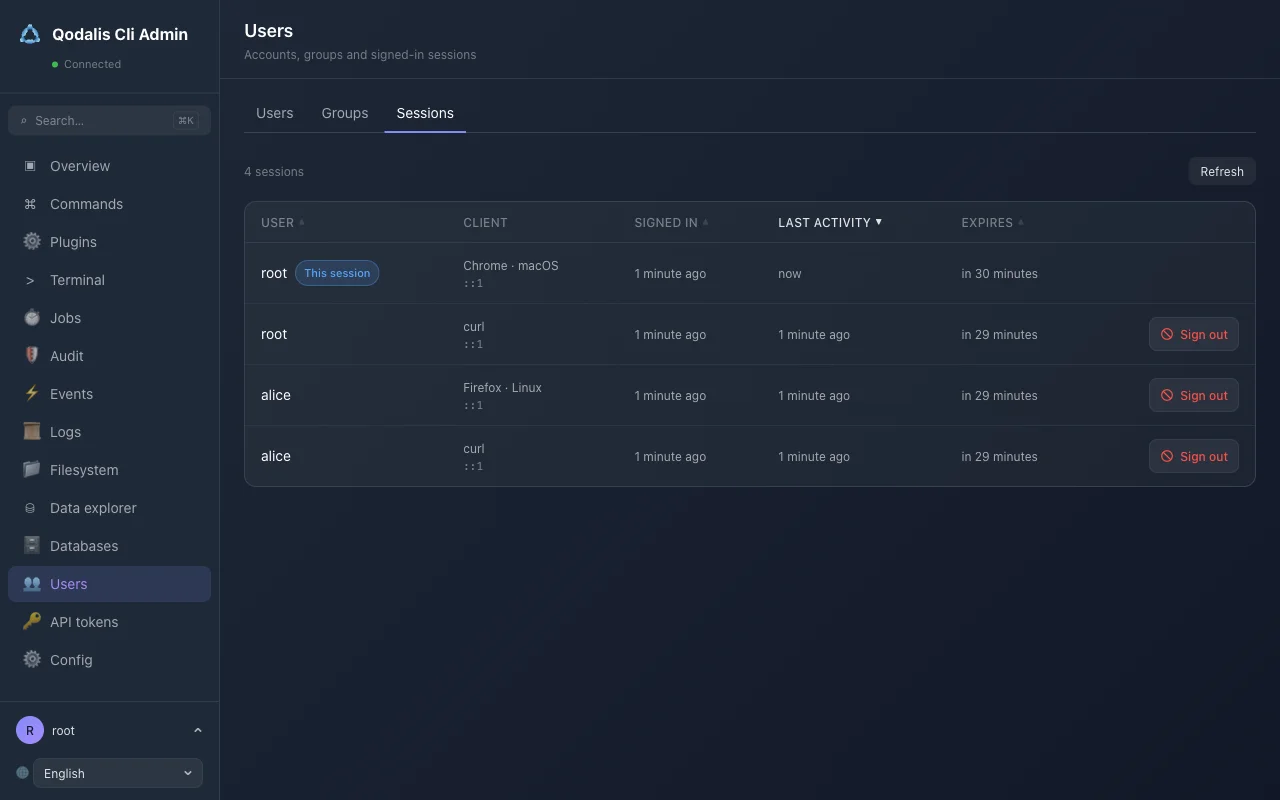 Qodalis Cli Admin
Connected
Search... ⌘K
Overview
Commands
Plugins
Terminal
Jobs
Audit
Events
Logs
Filesystem
Data explorer
Databases
Users
API tokens
Config
R root
English
Users
Accounts, groups and signed-in sessions
Users Groups Sessions
4 sessions Refresh
USER CLIENT SIGNED IN LAST ACTIVITY EXPIRES
root This session Chrome · macOS 1 minute ago now in 30 minutes
::1
root curl 1 minute ago 1 minute ago in 29 minutes Sign out
::1
alice Firefox · Linux 1 minute ago 1 minute ago in 29 minutes Sign out
::1
alice curl 1 minute ago 1 minute ago in 29 minutes Sign out
::1